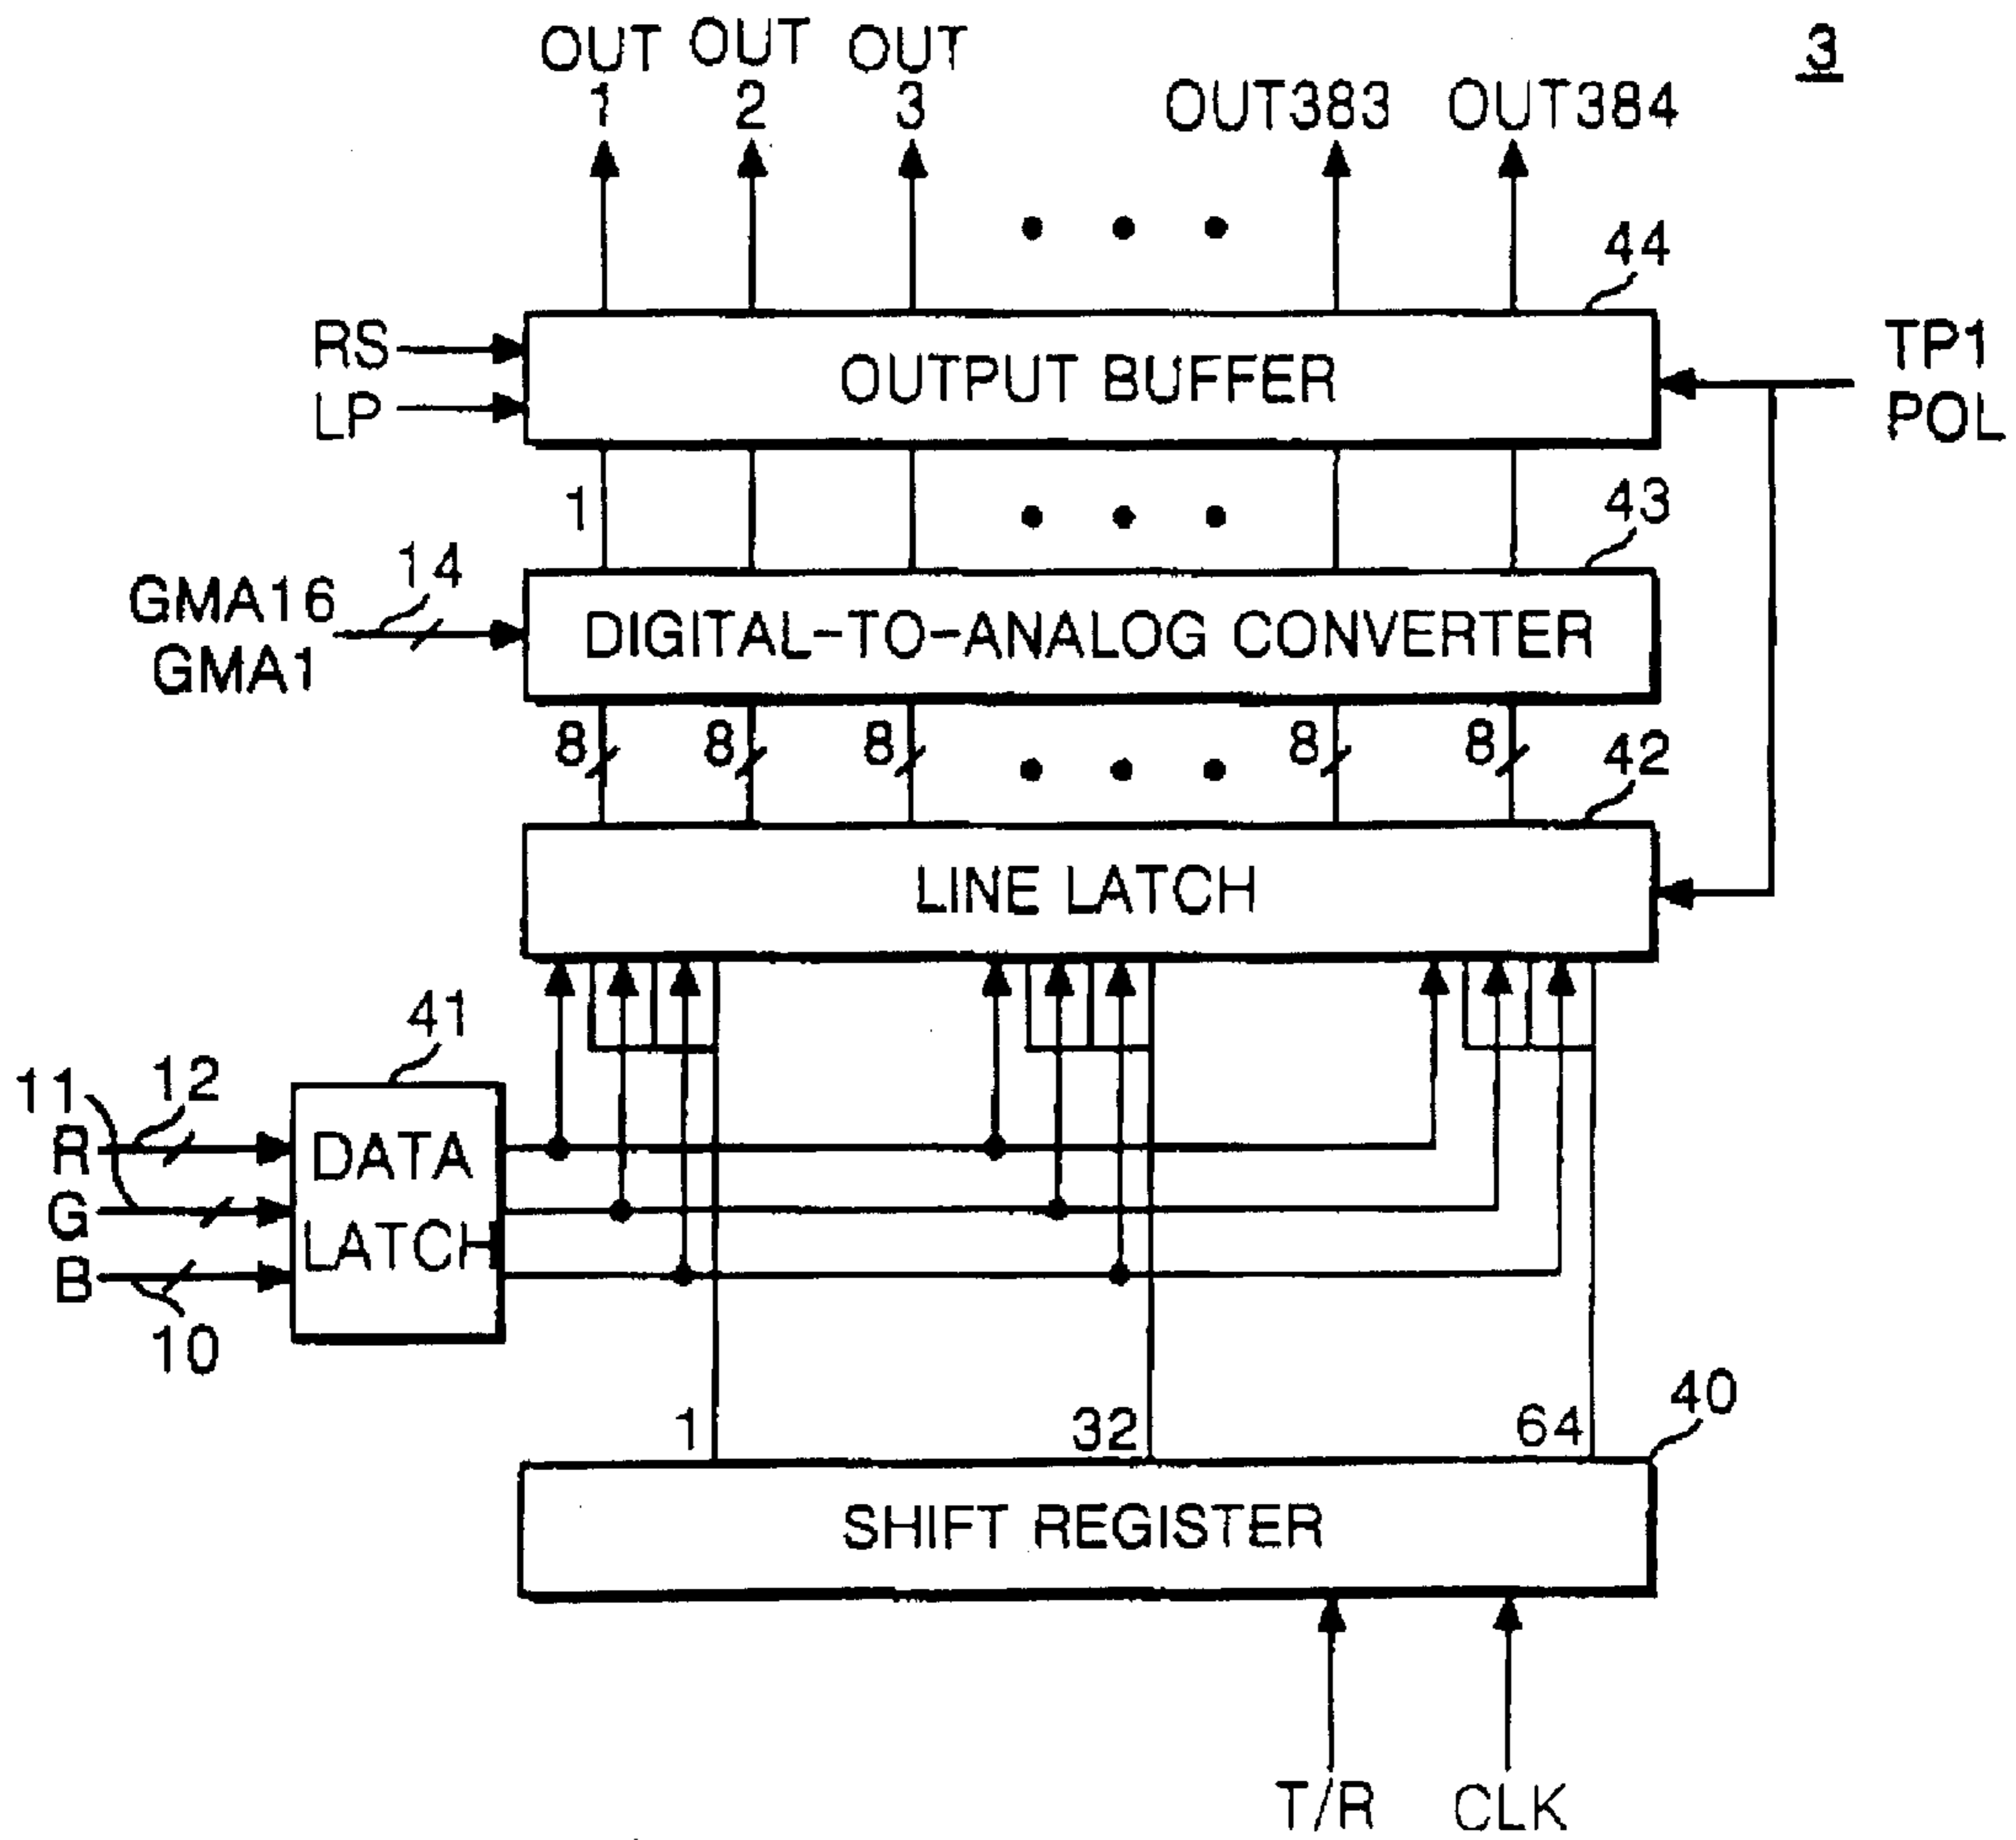 3
OUT
1
OUT
2
OUT
3
OUT383
OUT384
44
RS
LP
OUTPUT BUFFER
TP1
POL
1
43
14
GMA16
GMA1
DIGITAL-TO-ANALOG CONVERTER
8
8
8
8
8
42
LINE LATCH
41
11
12
R
G
B
10
DATA
LATCH
1
32
64
40
SHIFT REGISTER
T/R
CLK